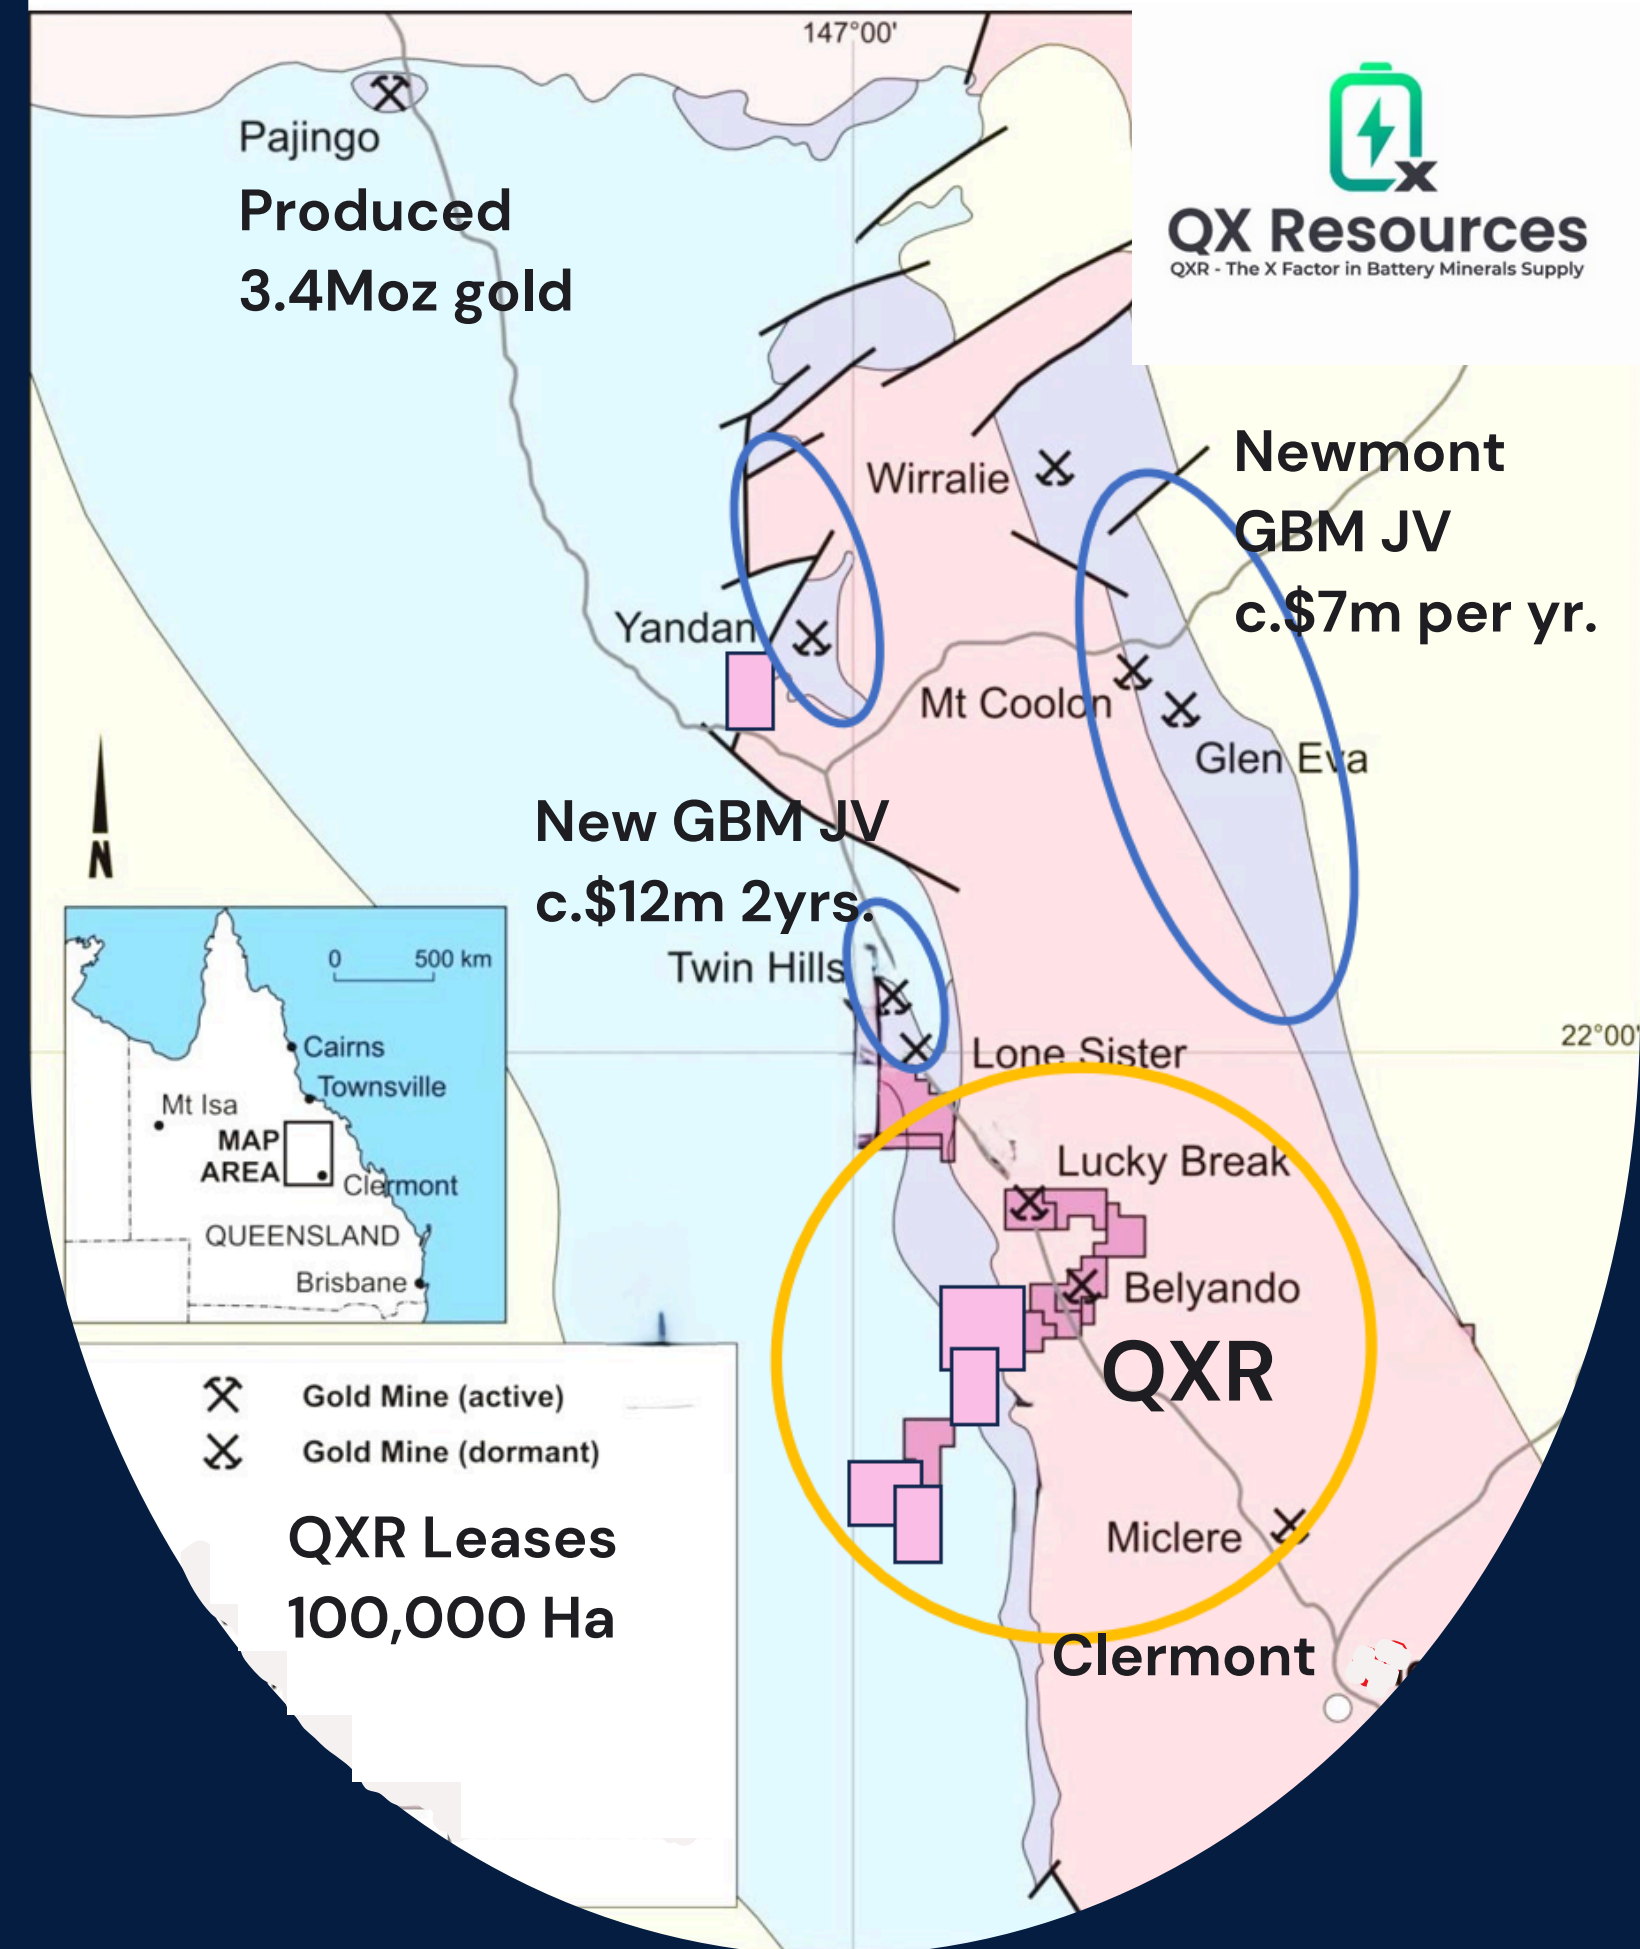 147°00'
Pajingo
Produced
3.4Moz gold
QX Resources
QXR - The X Factor in Battery Minerals Supply
Wirralie
Newmont
GBM JV
c.$7m per yr.
Yandan
Mt Coolon
Glen Eva
New GBM JV
c.$12m 2yrs.
N
Twin Hills
Lone Sister
22°00'
0 500 km
Cairns
Townsville
Mt Isa
MAP
AREA
Clermont
QUEENSLAND
Brisbane
Lucky Break
Belyando
QXR
Miclere
Clermont
Gold Mine (active)
Gold Mine (dormant)
QXR Leases
100,000 Ha